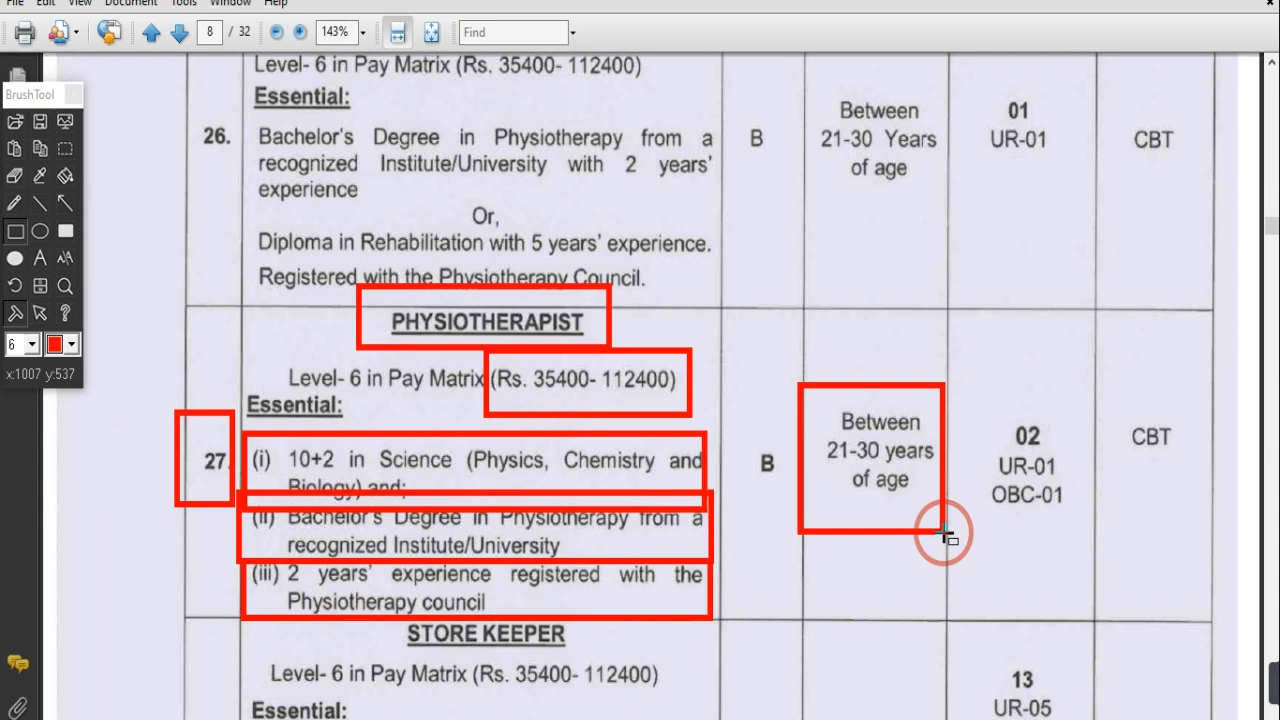 File Edit View Document Tools Window Help
8 / 32 143% Find
BrushTool
6
x:1007 y:537
Level- 6 in Pay Matrix (Rs. 35400- 112400)
Essential:
26.
Bachelor's Degree in Physiotherapy from a
recognized Institute/University with 2 years'
experience
Or,
Diploma in Rehabilitation with 5 years' experience.
Registered with the Physiotherapy Council.
B
Between
21-30 Years
of age
01
UR-01
CBT
PHYSIOTHERAPIST
Level- 6 in Pay Matrix (Rs. 35400- 112400)
Essential:
27.
(i) 10+2 in Science (Physics, Chemistry and
Biology) and;
(ii) Bachelor's Degree in Physiotherapy from a
recognized Institute/University
(iii) 2 years' experience registered with the
Physiotherapy council
B
Between
21-30 years
of age
02
UR-01
OBC-01
CBT
STORE KEEPER
Level- 6 in Pay Matrix (Rs. 35400- 112400)
Essential:
13
UR-05